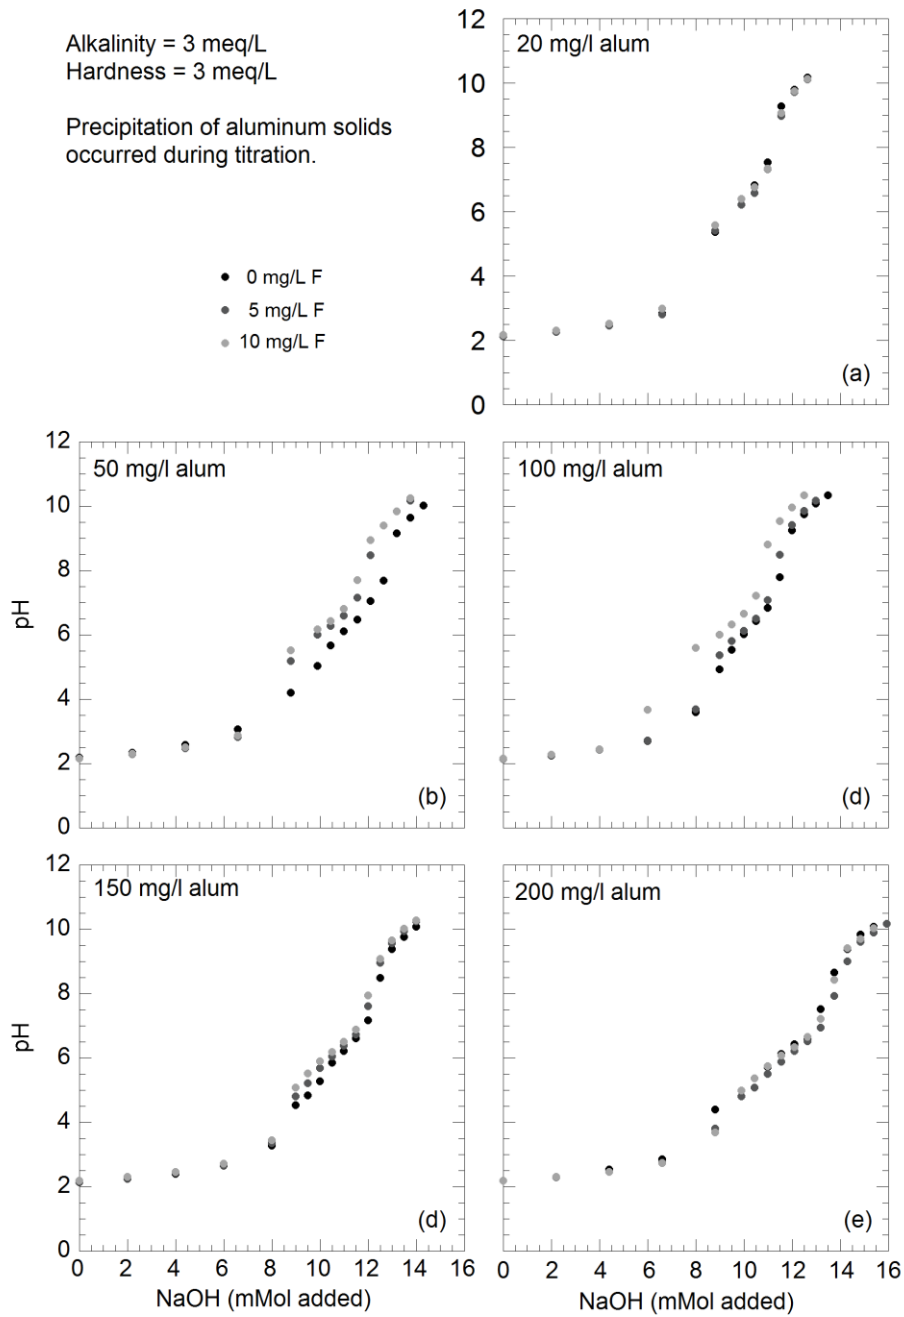 Alkalinity = 3 meq/L
Hardness = 3 meq/L
Precipitation of aluminum solids
occurred during titration.
0 mg/L F
5 mg/L F
10 mg/L F
20 mg/l alum
12
10
8
6
4
2
0
(a)
50 mg/l alum
12
10
8
6
4
2
0
pH
(b)
100 mg/l alum
(d)
150 mg/l alum
12
10
8
6
4
2
0
pH
(d)
0 2 4 6 8 10 12 14 16
NaOH (mMol added)
200 mg/l alum
(e)
0 2 4 6 8 10 12 14 16
NaOH (mMol added)